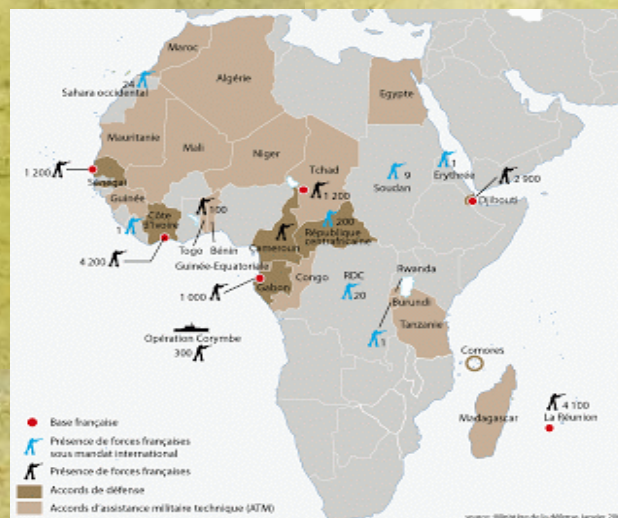 Maroc
Algérie
Egypte
24
Sahara occidental
Mauritanie
Mali
Niger
Tchad
9
Soudan
1
Erythrée
2 900
Djibouti
1 200
Sénégal
Guinée
1
Côte
d'Ivoire
4 200
100
Togo
Bénin
1 200
200
République
centrafricaine
Cameroun
Guinée-Equatoriale
1 000
Gabon
Congo
RDC
20
Rwanda
Burundi
1
Tanzanie
Opération Corymbe
300
Comores
Madagascar
4 100
La Réunion
Base française
Présence de forces françaises
sous mandat international
Présence de forces françaises
Accords de défense
Accords d'assistance militaire technique (ATM)